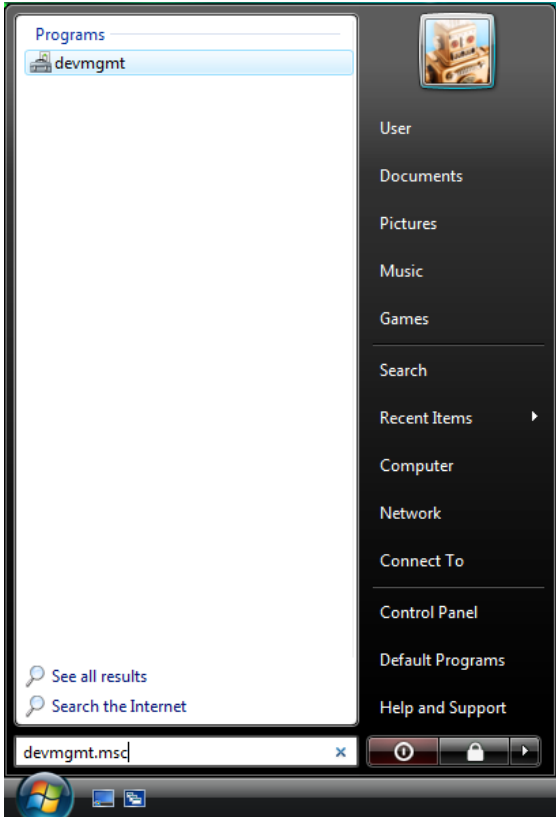 Programs
devmgmt
See all results
Search the Internet
devmgmt.msc
User
Documents
Pictures
Music
Games
Search
Recent Items
Computer
Network
Connect To
Control Panel
Default Programs
Help and Support